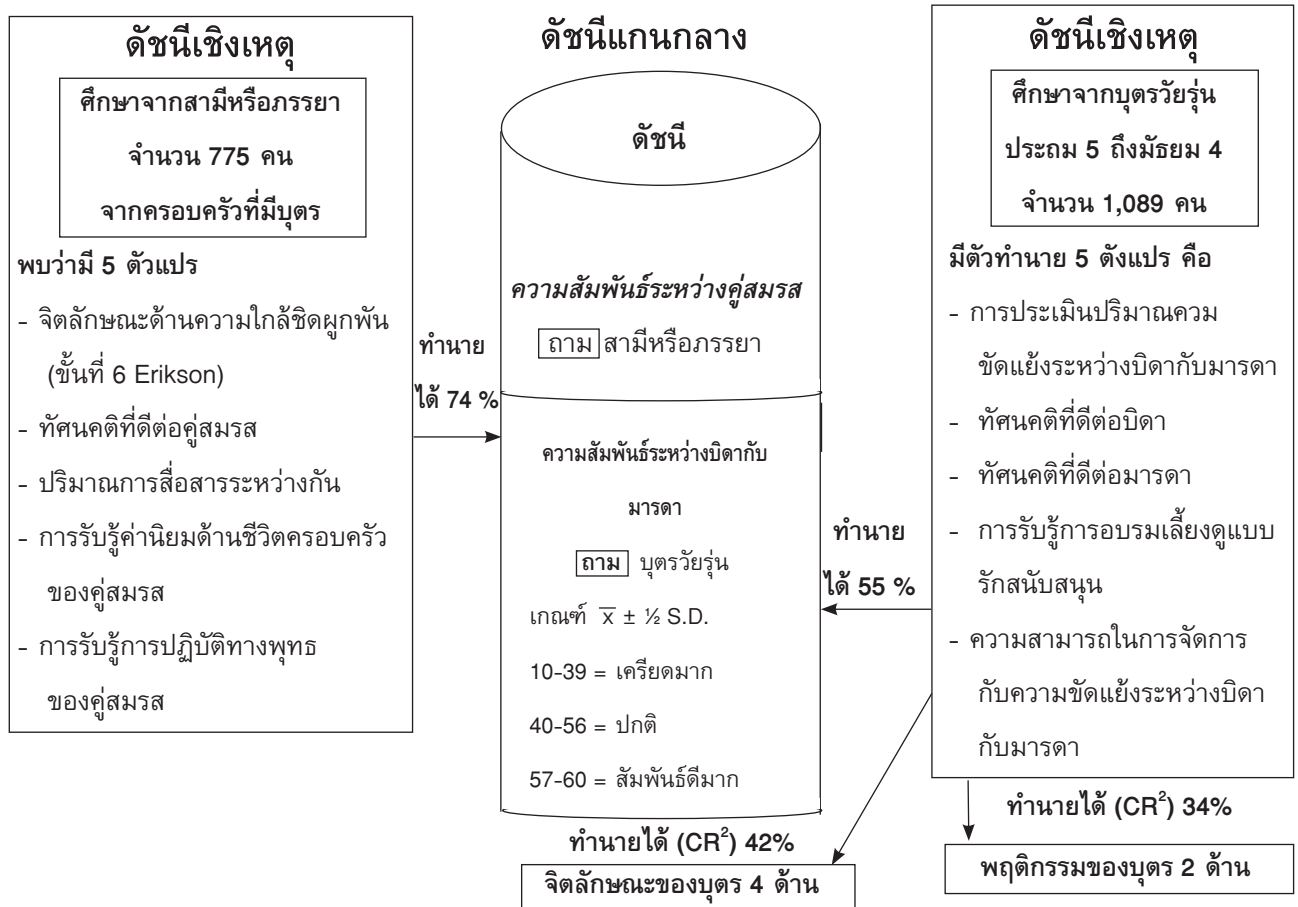 ดัชนีเชิงเหตุ
ศึกษาจากสามีหรือภรรยา
จำนวน 775 คน
จากครอบครัวที่มีบุตร
พบว่ามี 5 ตัวแปร
- จิตลักษณะด้านความใกล้ชิดผูกพัน
(ขั้นที่ 6 Erikson)
- ทัศนคติที่ดีต่อคู่สมรส
- ปริมาณการสื่อสารระหว่างกัน
- การรับรู้ค่านิยมด้านชีวิตครอบครัว
ของคู่สมรส
- การรับรู้การปฏิบัติทางพุทธ
ของคู่สมรส
ทำนาย
ได้ 74 %
ดัชนีแกนกลาง
ดัชนี
ความสัมพันธ์ระหว่างคู่สมรส
ถาม สามีหรือภรรยา
ความสัมพันธ์ระหว่างบิดากับ
มารดา
ถาม บุตรวัยรุ่น
เกณฑ์ x̄ ± ½ S.D.
10-39 = เครียดมาก
40-56 = ปกติ
57-60 = สัมพันธ์ดีมาก
ทำนาย
ได้ 55 %
ดัชนีเชิงเหตุ
ศึกษาจากบุตรวัยรุ่น
ประถม 5 ถึงมัธยม 4
จำนวน 1,089 คน
มีตัวทำนาย 5 ตังแปร คือ
- การประเมินปริมาณควม
ขัดแย้งระหว่างบิดากับมารดา
- ทัศนคติที่ดีต่อบิดา
- ทัศนคติที่ดีต่อมารดา
- การรับรู้การอบรมเลี้ยงดูแบบ
รักสนับสนุน
- ความสามารถในการจัดการ
กับความขัดแย้งระหว่างบิดา
กับมารดา
ทำนายได้ (CR²) 42%
จิตลักษณะของบุตร 4 ด้าน
ทำนายได้ (CR²) 34%
พฤติกรรมของบุตร 2 ด้าน